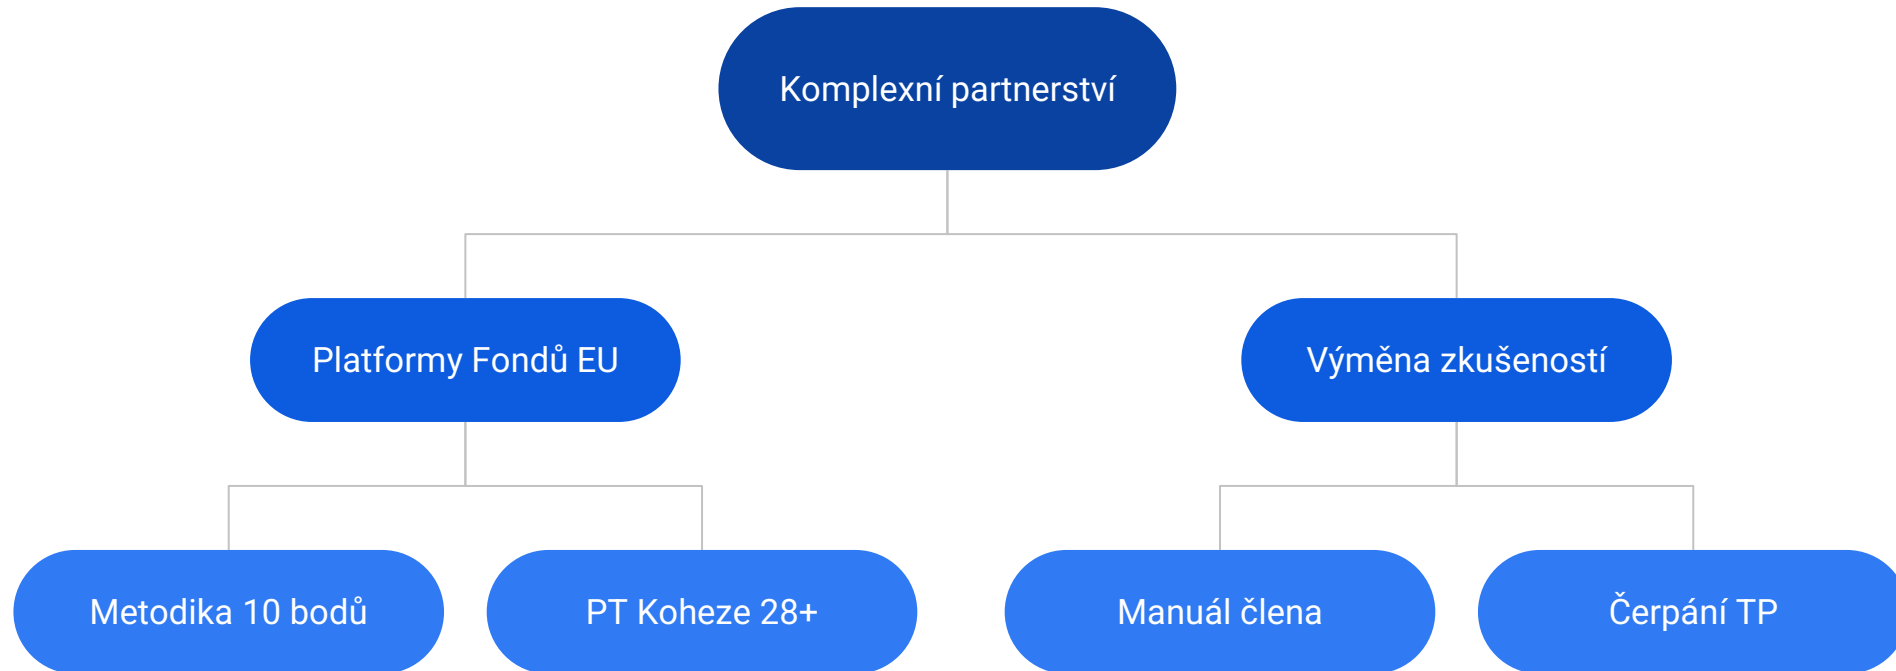 Komplexní partnerství
Platformy Fondů EU
Výměna zkušeností
Metodika 10 bodů
PT Koheze 28+
Manuál člena
Čerpání TP